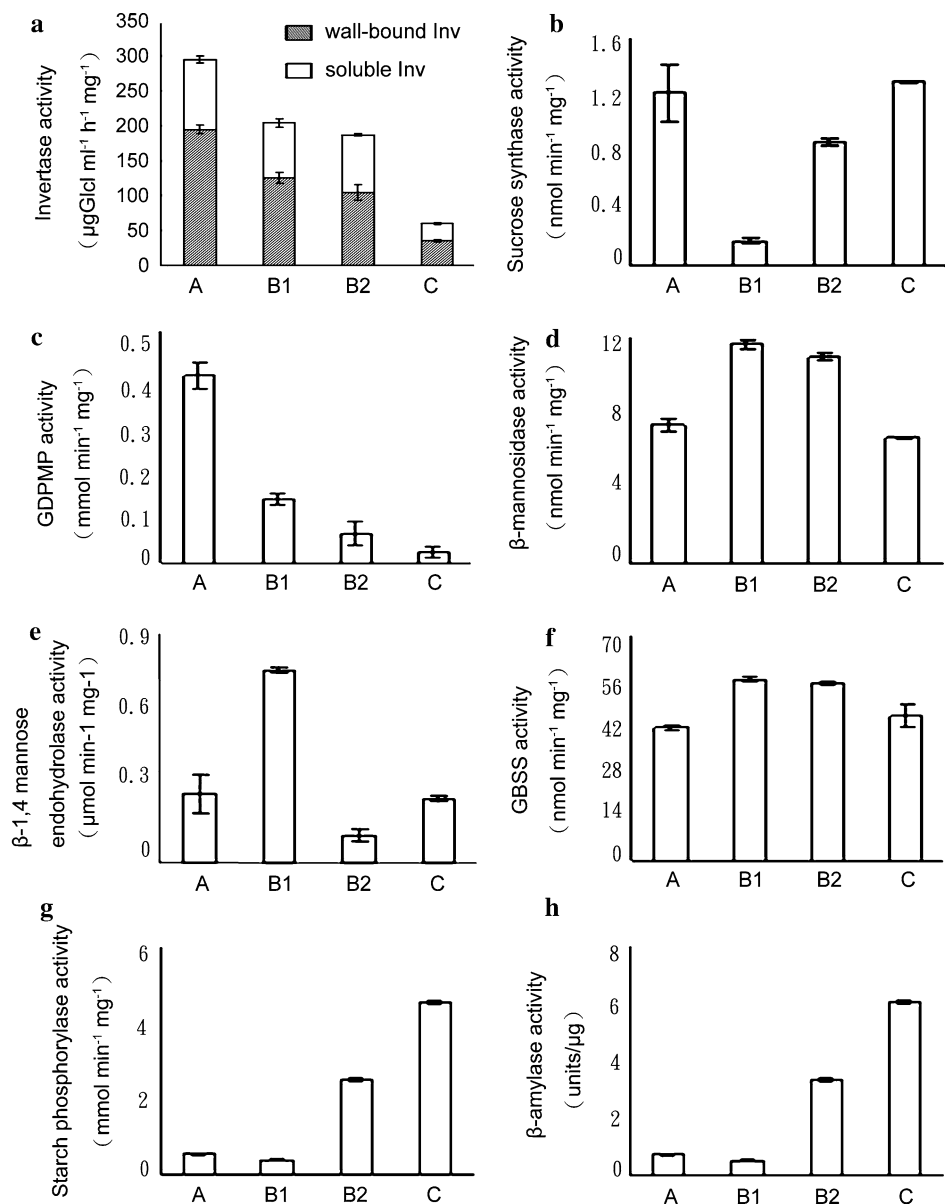 a
Invertase activity
(μgGlcl ml-1 h-1 mg-1)
350
300
250
200
150
100
50
0
wall-bound Inv
soluble Inv
A B1 B2 C
b
Sucrose synthase activity
(nmol min-1 mg-1)
1.6
1.2
0.8
0.4
0
A B1 B2 C
c
GDPMP activity
(mmol min-1 mg-1)
0.5
0.4
0.3
0.2
0.1
0
A B1 B2 C
d
β-mannosidase activity
(nmol min-1 mg-1)
12
8
4
0
A B1 B2 C
e
β-1,4 mannose
endohydrolase activity
(μmol min-1 mg-1)
0.9
0.6
0.3
0
A B1 B2 C
f
GBSS activity
(nmol min-1 mg-1)
70
56
42
28
14
0
A B1 B2 C
g
Starch phosphorylase activity
(mmol min-1 mg-1)
6
4
2
0
A B1 B2 C
h
β-amylase activity
(units/μg)
8
6
4
2
0
A B1 B2 C